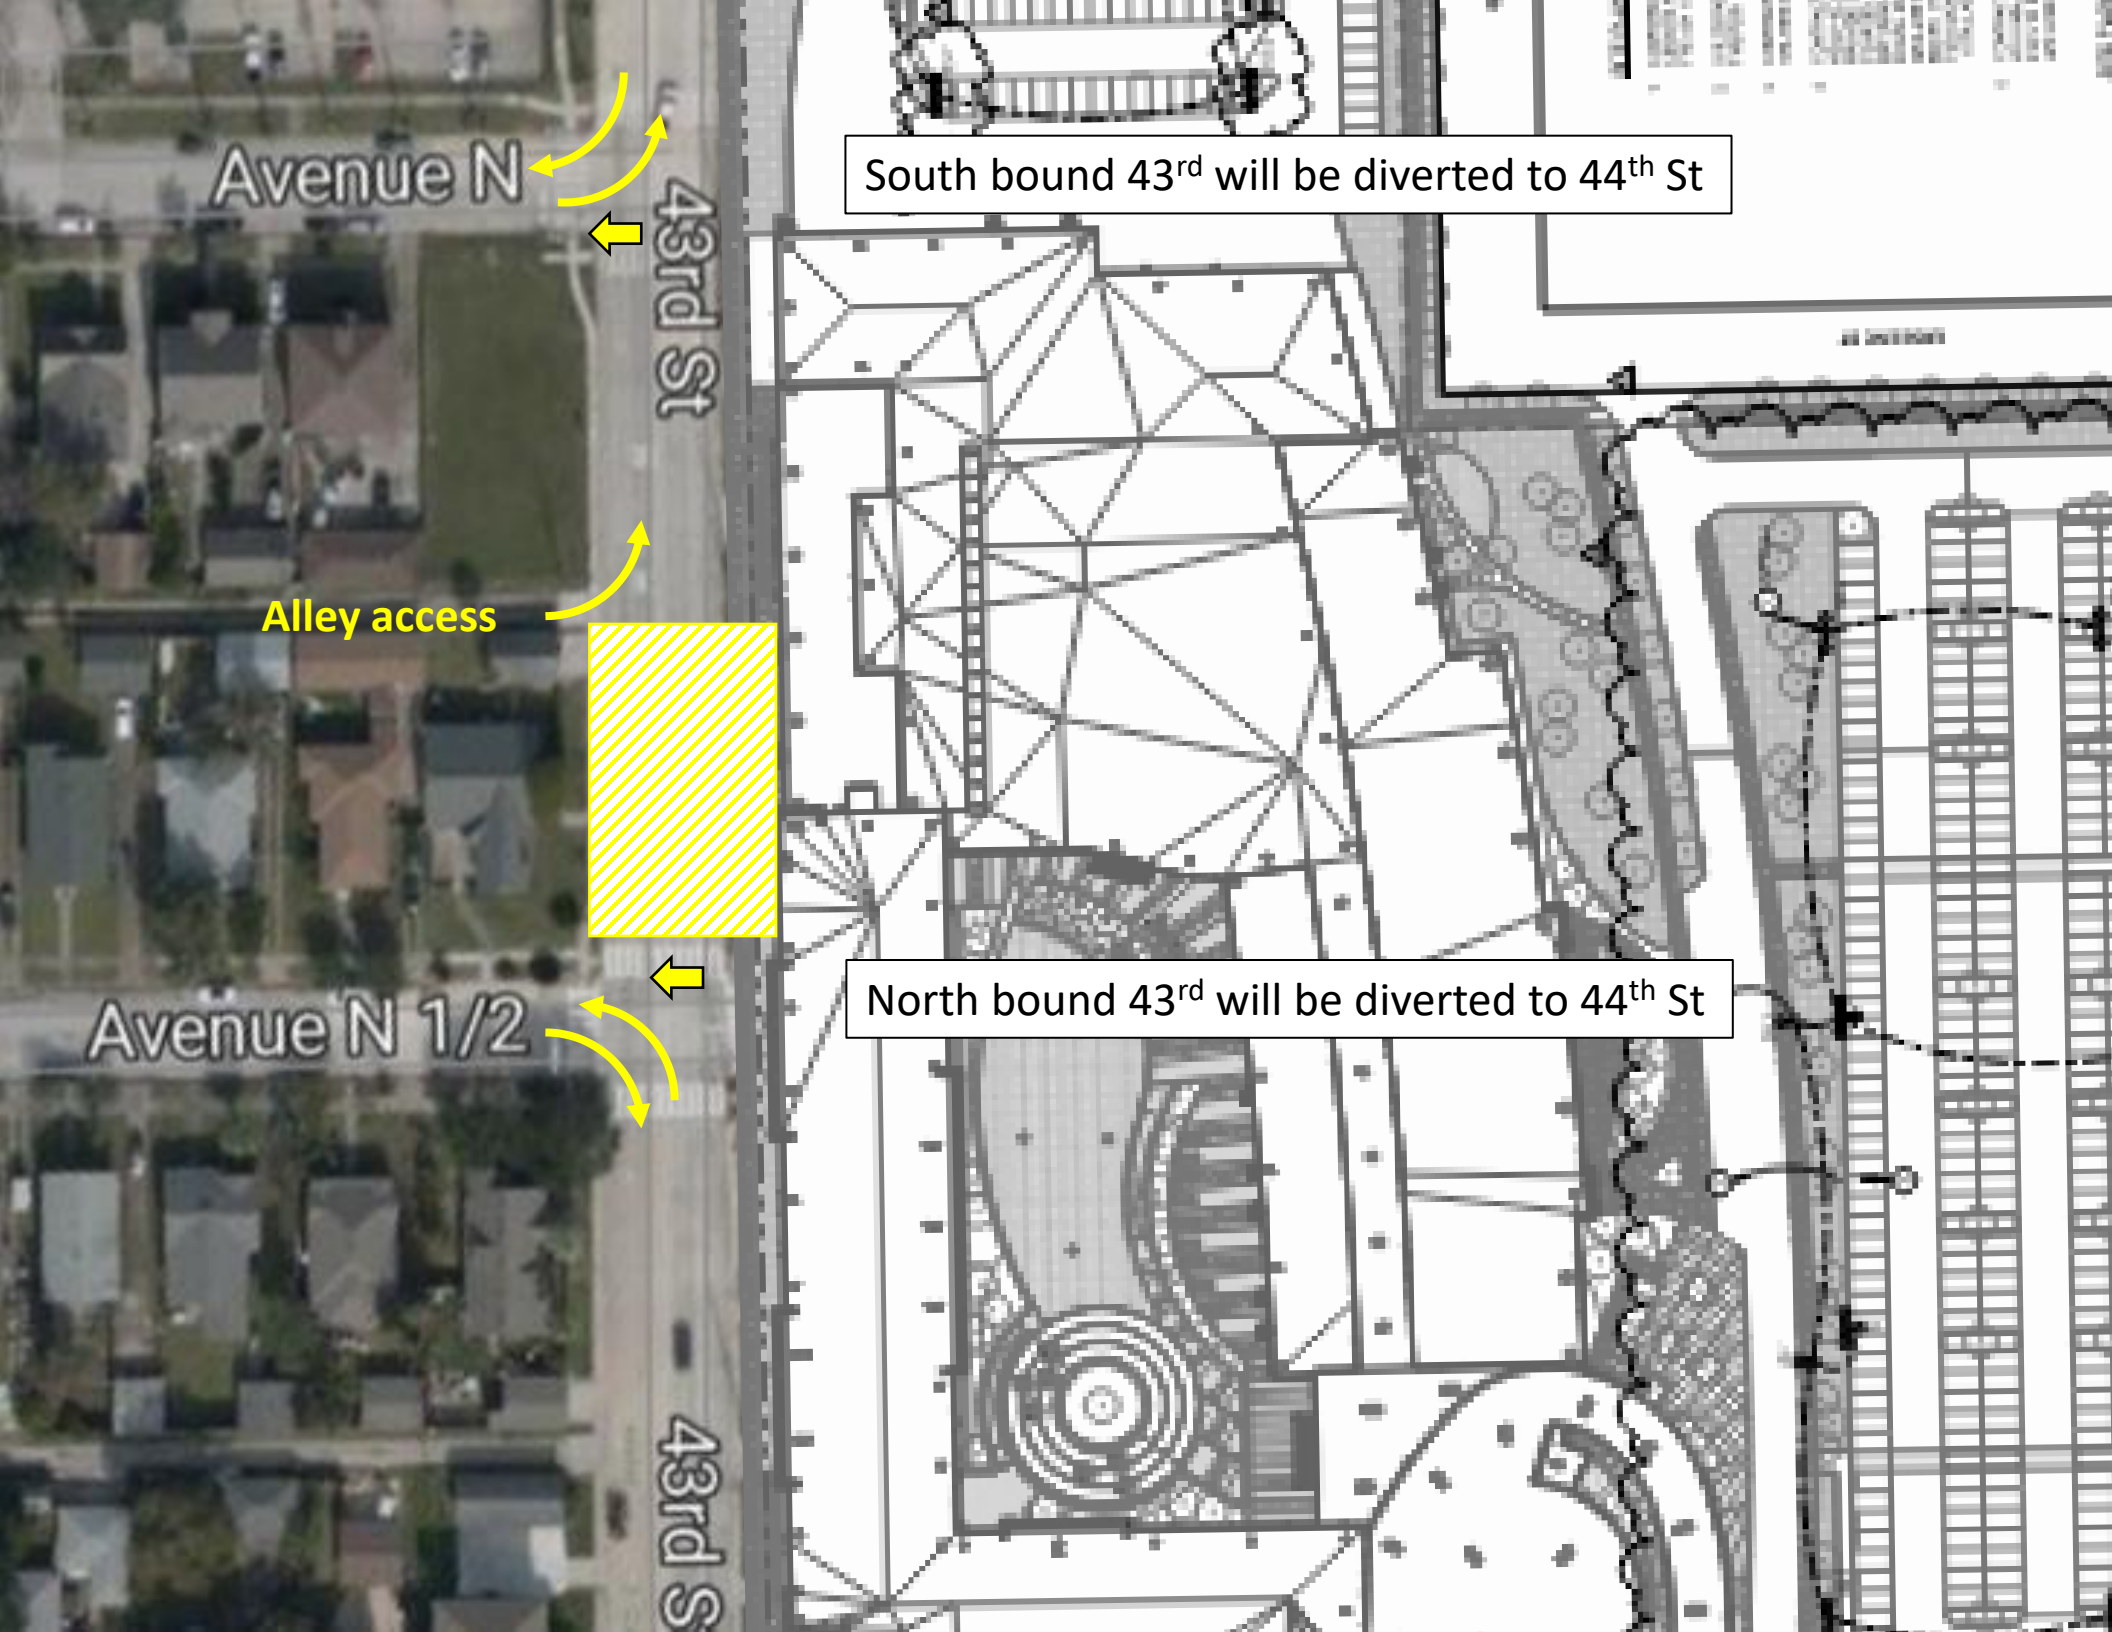 Avenue N
South bound 43rd will be diverted to 44th St
43rd St
Alley access
North bound 43rd will be diverted to 44th St
Avenue N 1/2
43rd S